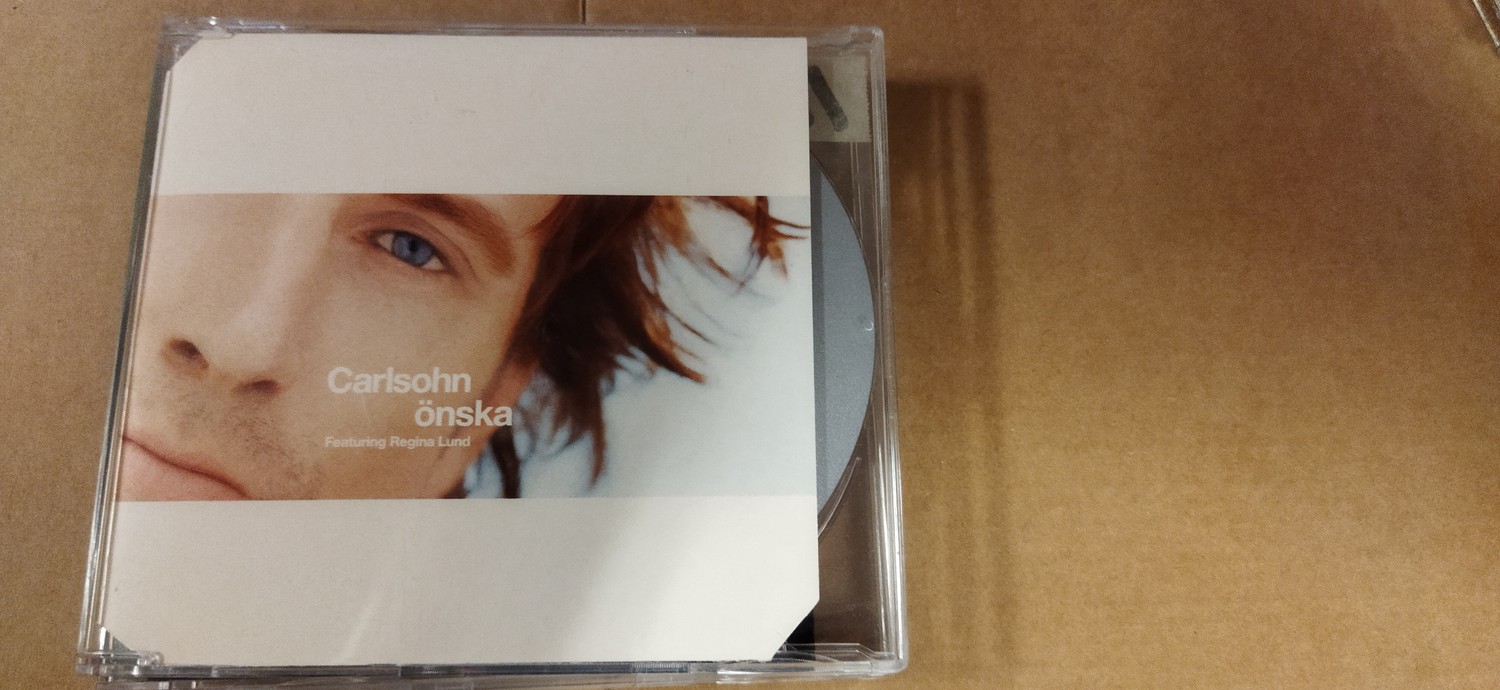 Carlsohn
önska
Featuring Regina Lund